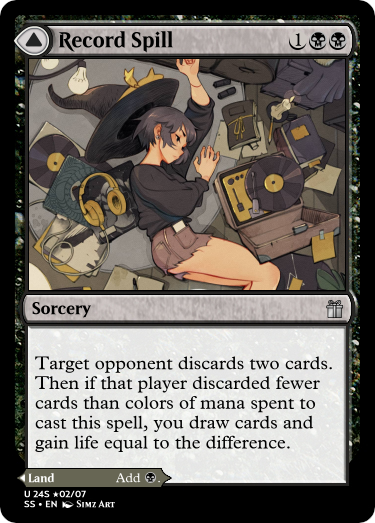 Record Spill 1
Sorcery
Target opponent discards two cards.
Then if that player discarded fewer
cards than colors of mana spent to
cast this spell, you draw cards and
gain life equal to the difference.
Land Add .
U 245 ★02/07
SS • EN Simz Art